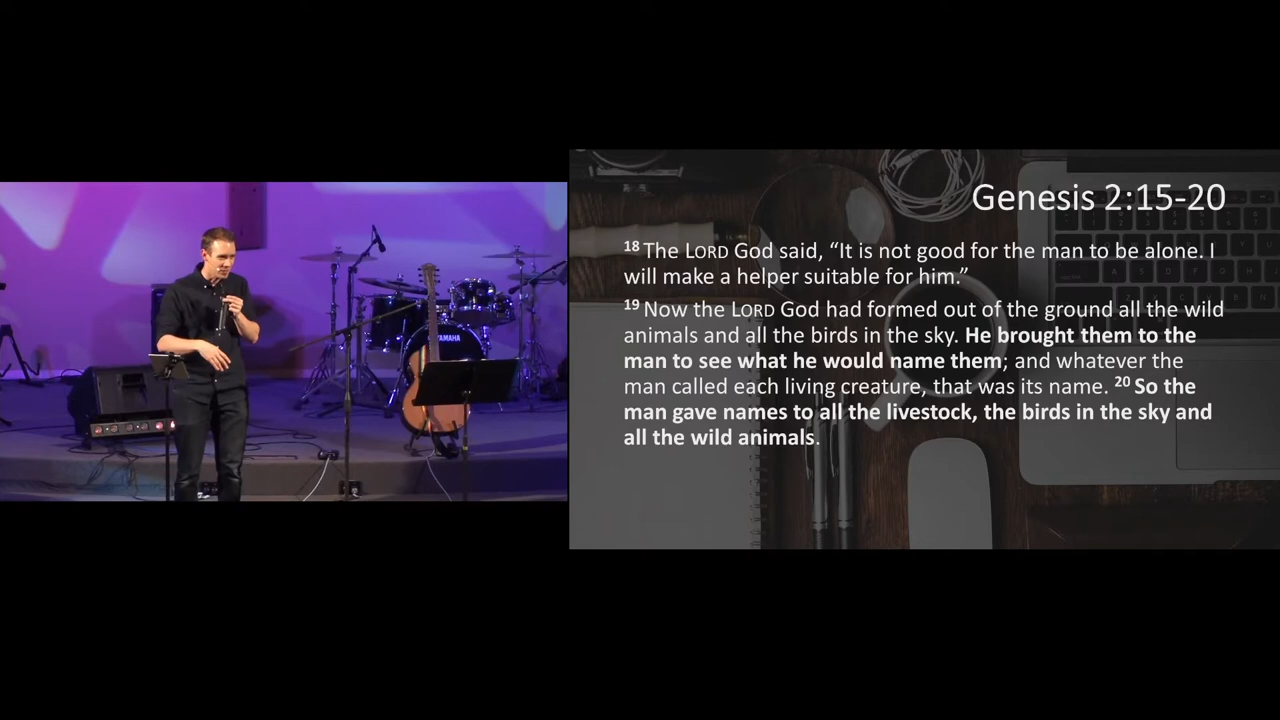 Genesis 2:15-20
18 The LORD God said, “It is not good for the man to be alone. I
will make a helper suitable for him.”
19 Now the LORD God had formed out of the ground all the wild
animals and all the birds in the sky. He brought them to the
man to see what he would name them; and whatever the
man called each living creature, that was its name. 20 So the
man gave names to all the livestock, the birds in the sky and
all the wild animals.
YAMAHA